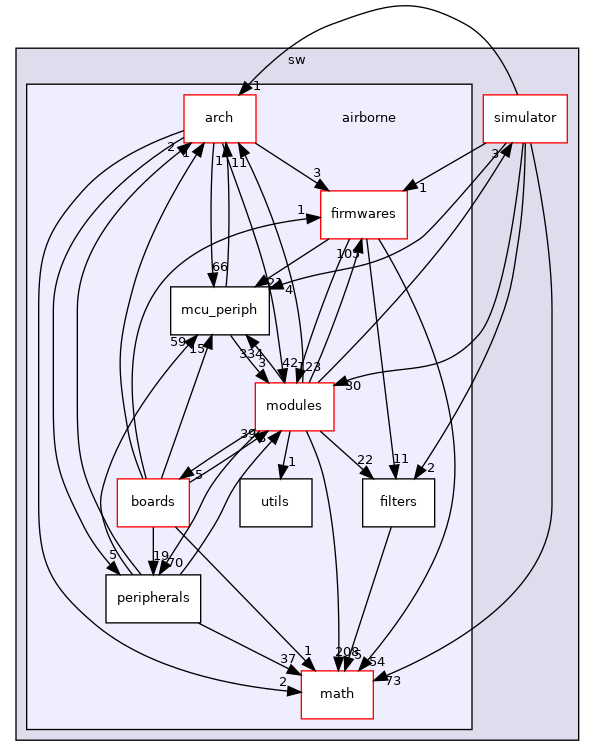 sw
1
arch
airborne
simulator
2
1
1
11
3
3
1
1
firmwares
105
66
4
mcu_periph
59
15
334
3
42
123
30
modules
39
5
1
22
11
2
boards
utils
filters
5
19
70
peripherals
37
1
208
5
54
2
73
math